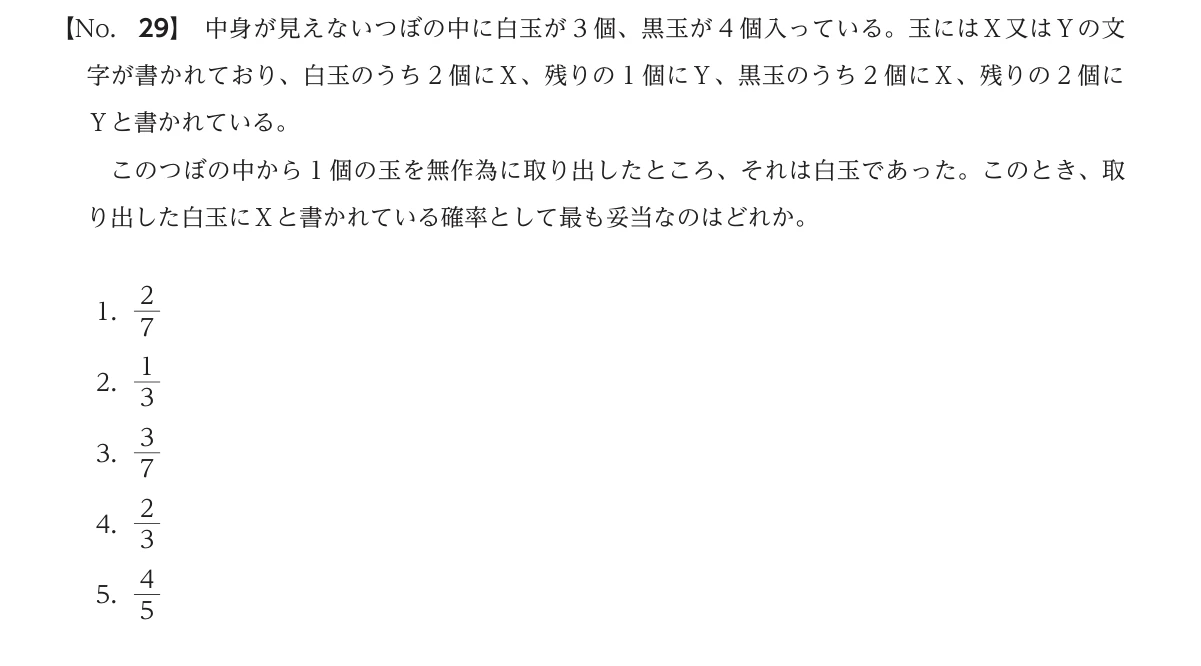 【No. 29】 中身が見えないつぼの中に白玉が3個、黒玉が4個入っている。玉にはX又はYの文
字が書かれており、白玉のうち2個にX、残りの1個にY、黒玉のうち2個にX、残りの2個に
Yと書かれている。
このつぼの中から1個の玉を無作為に取り出したところ、それは白玉であった。このとき、取
り出した白玉にXと書かれている確率として最も妥当なのはどれか。
1. 2/7
2. 1/3
3. 3/7
4. 2/3
5. 4/5